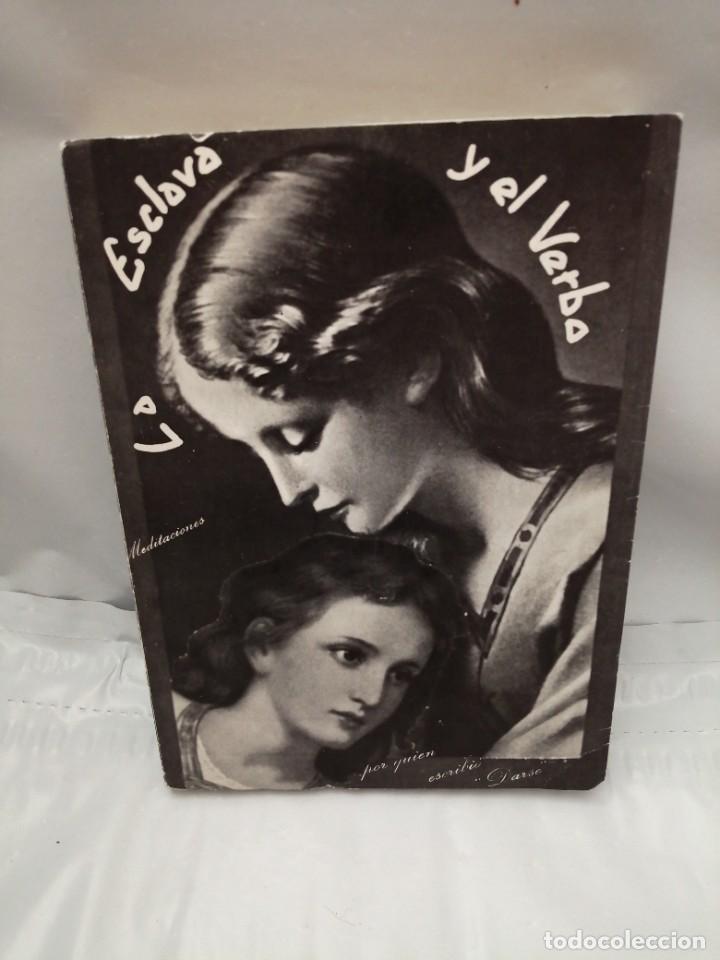 La Esclava y el Verbo
Meditaciones
por quien escribió "Darse"
todocoleccion